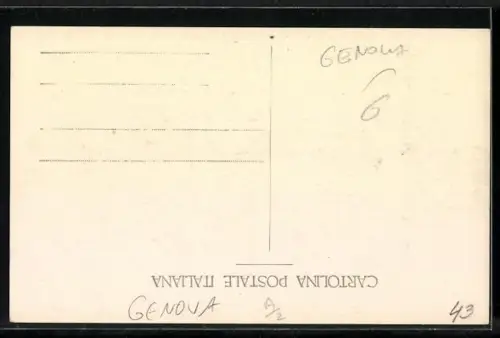 GENOVA
6
CARTOLINA POSTALE ITALIANA
GENOVA A/2 43